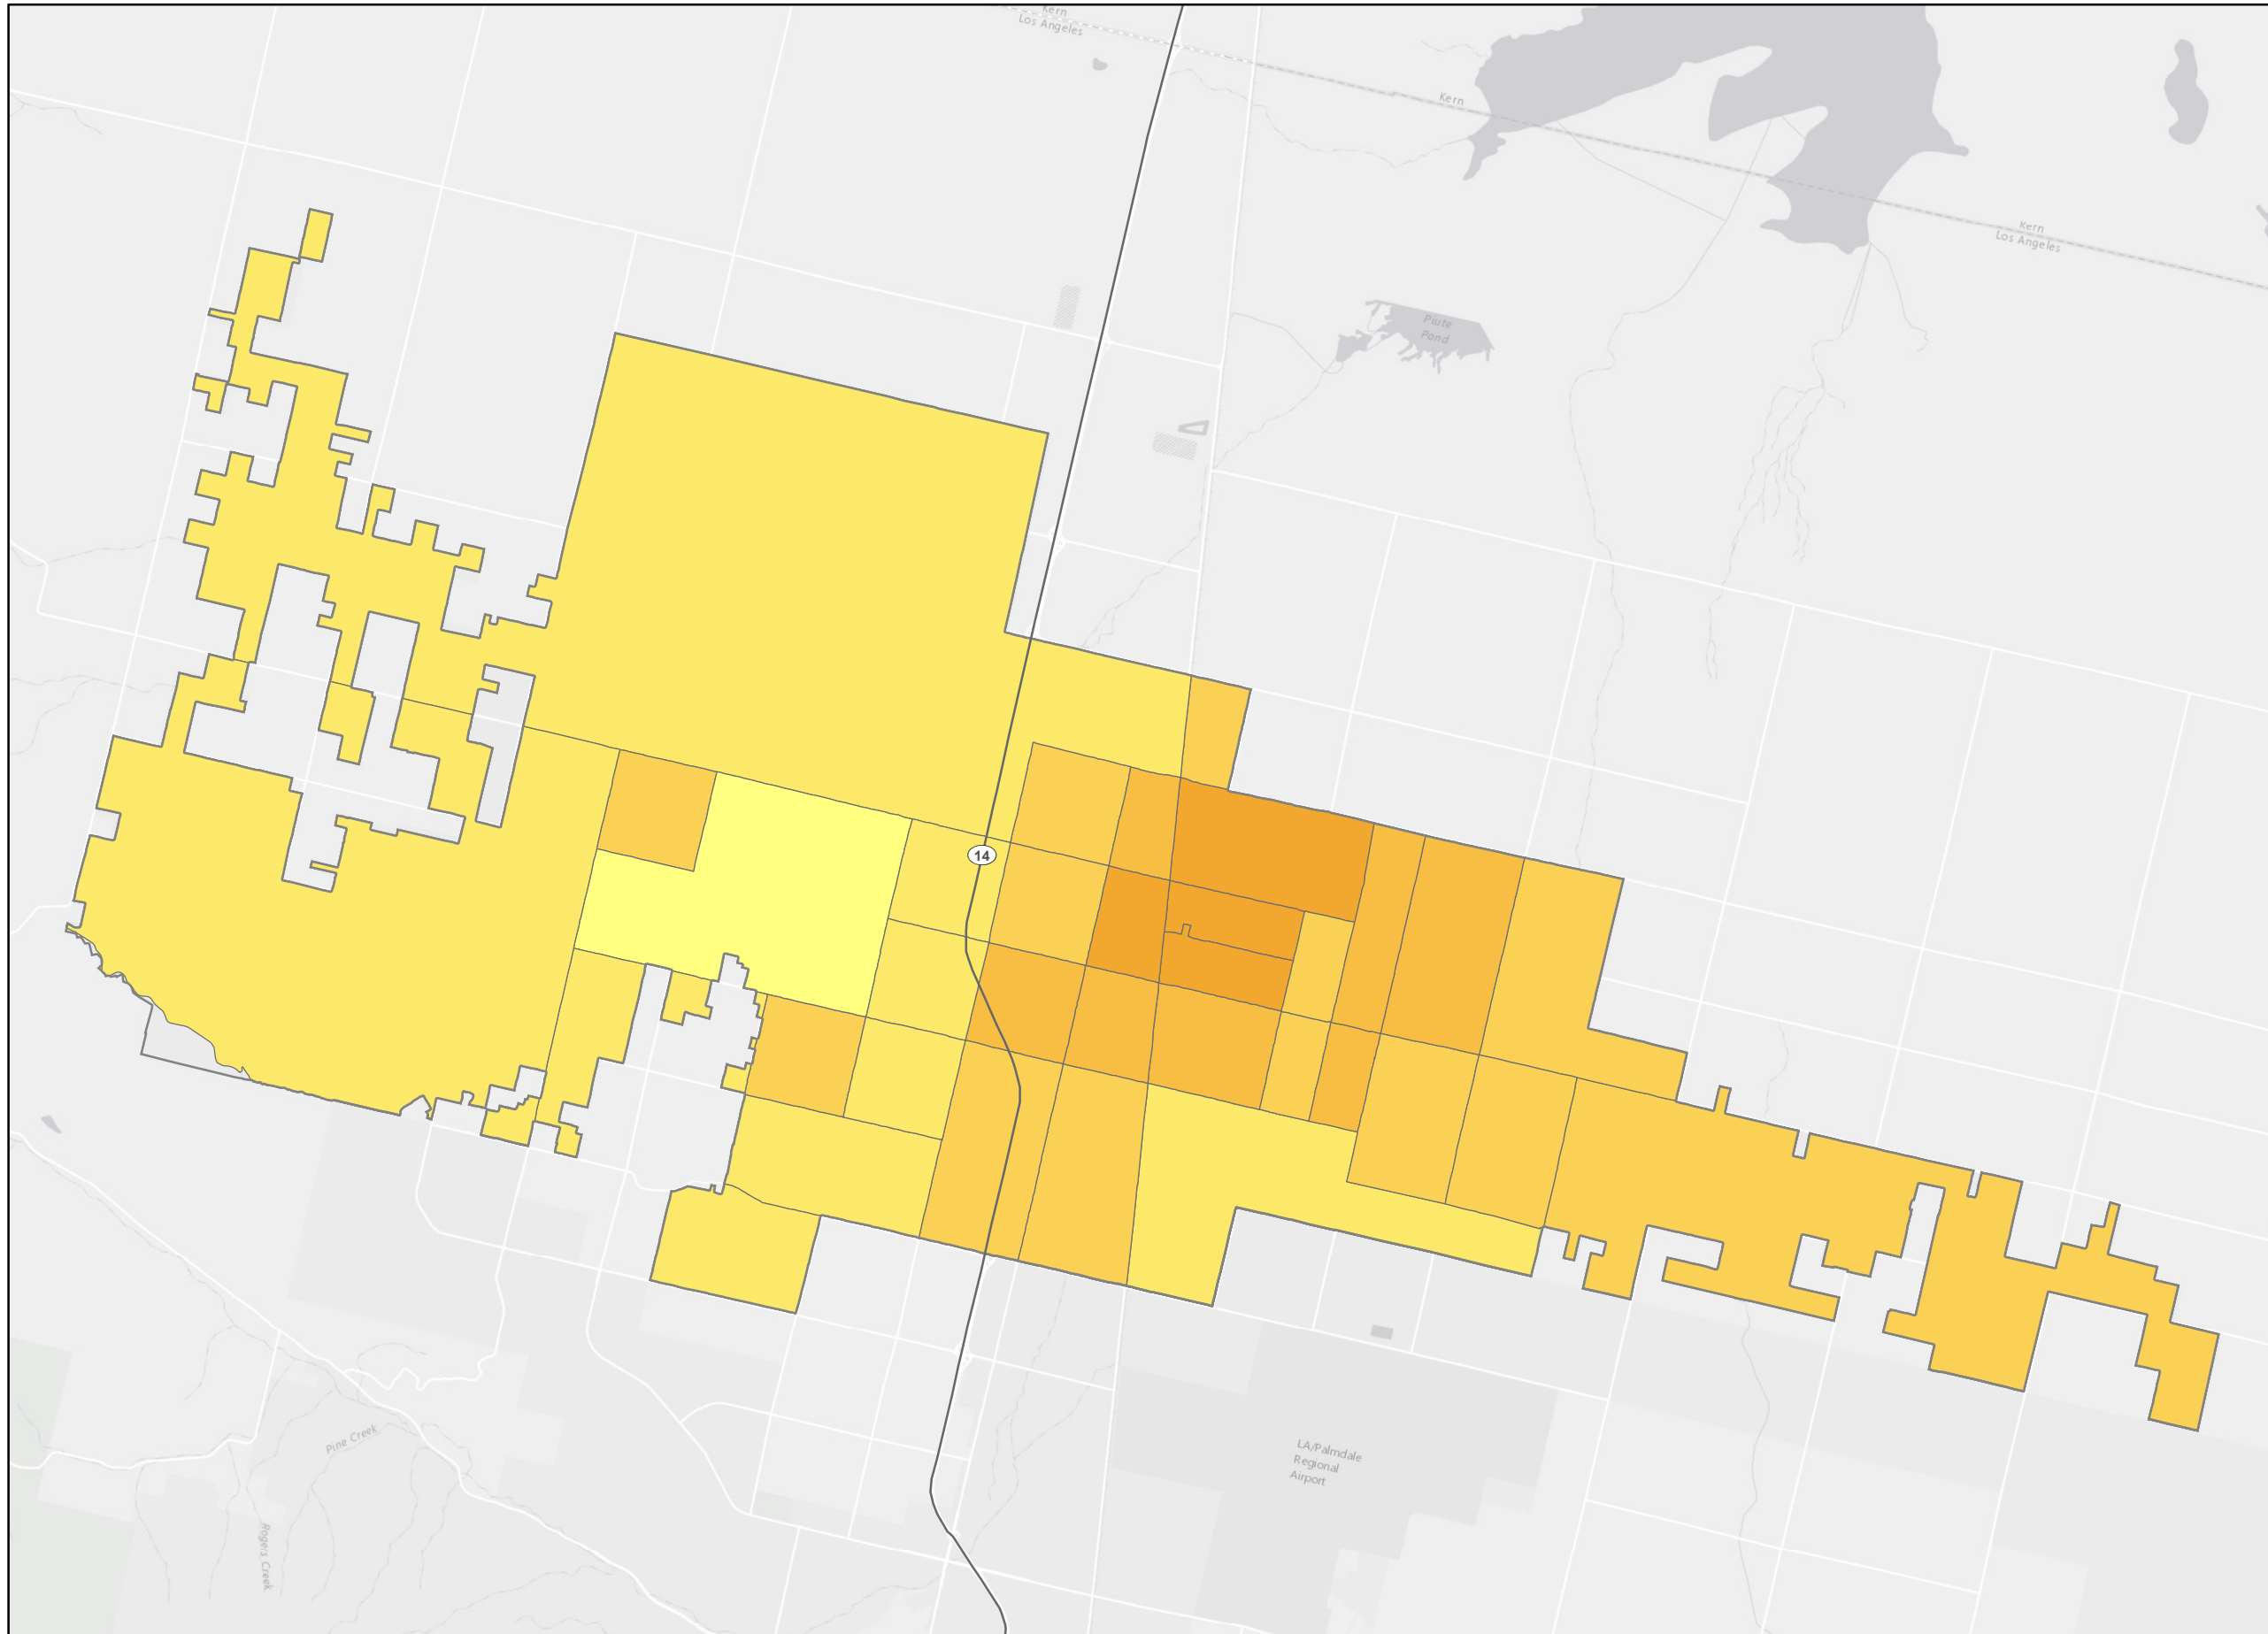 Kern
Los Angeles
Kern
Kern
Los Angeles
Piute
Pond
14
LA/Palmdale
Regional
Airport
Pine Creek
Rogers Creek